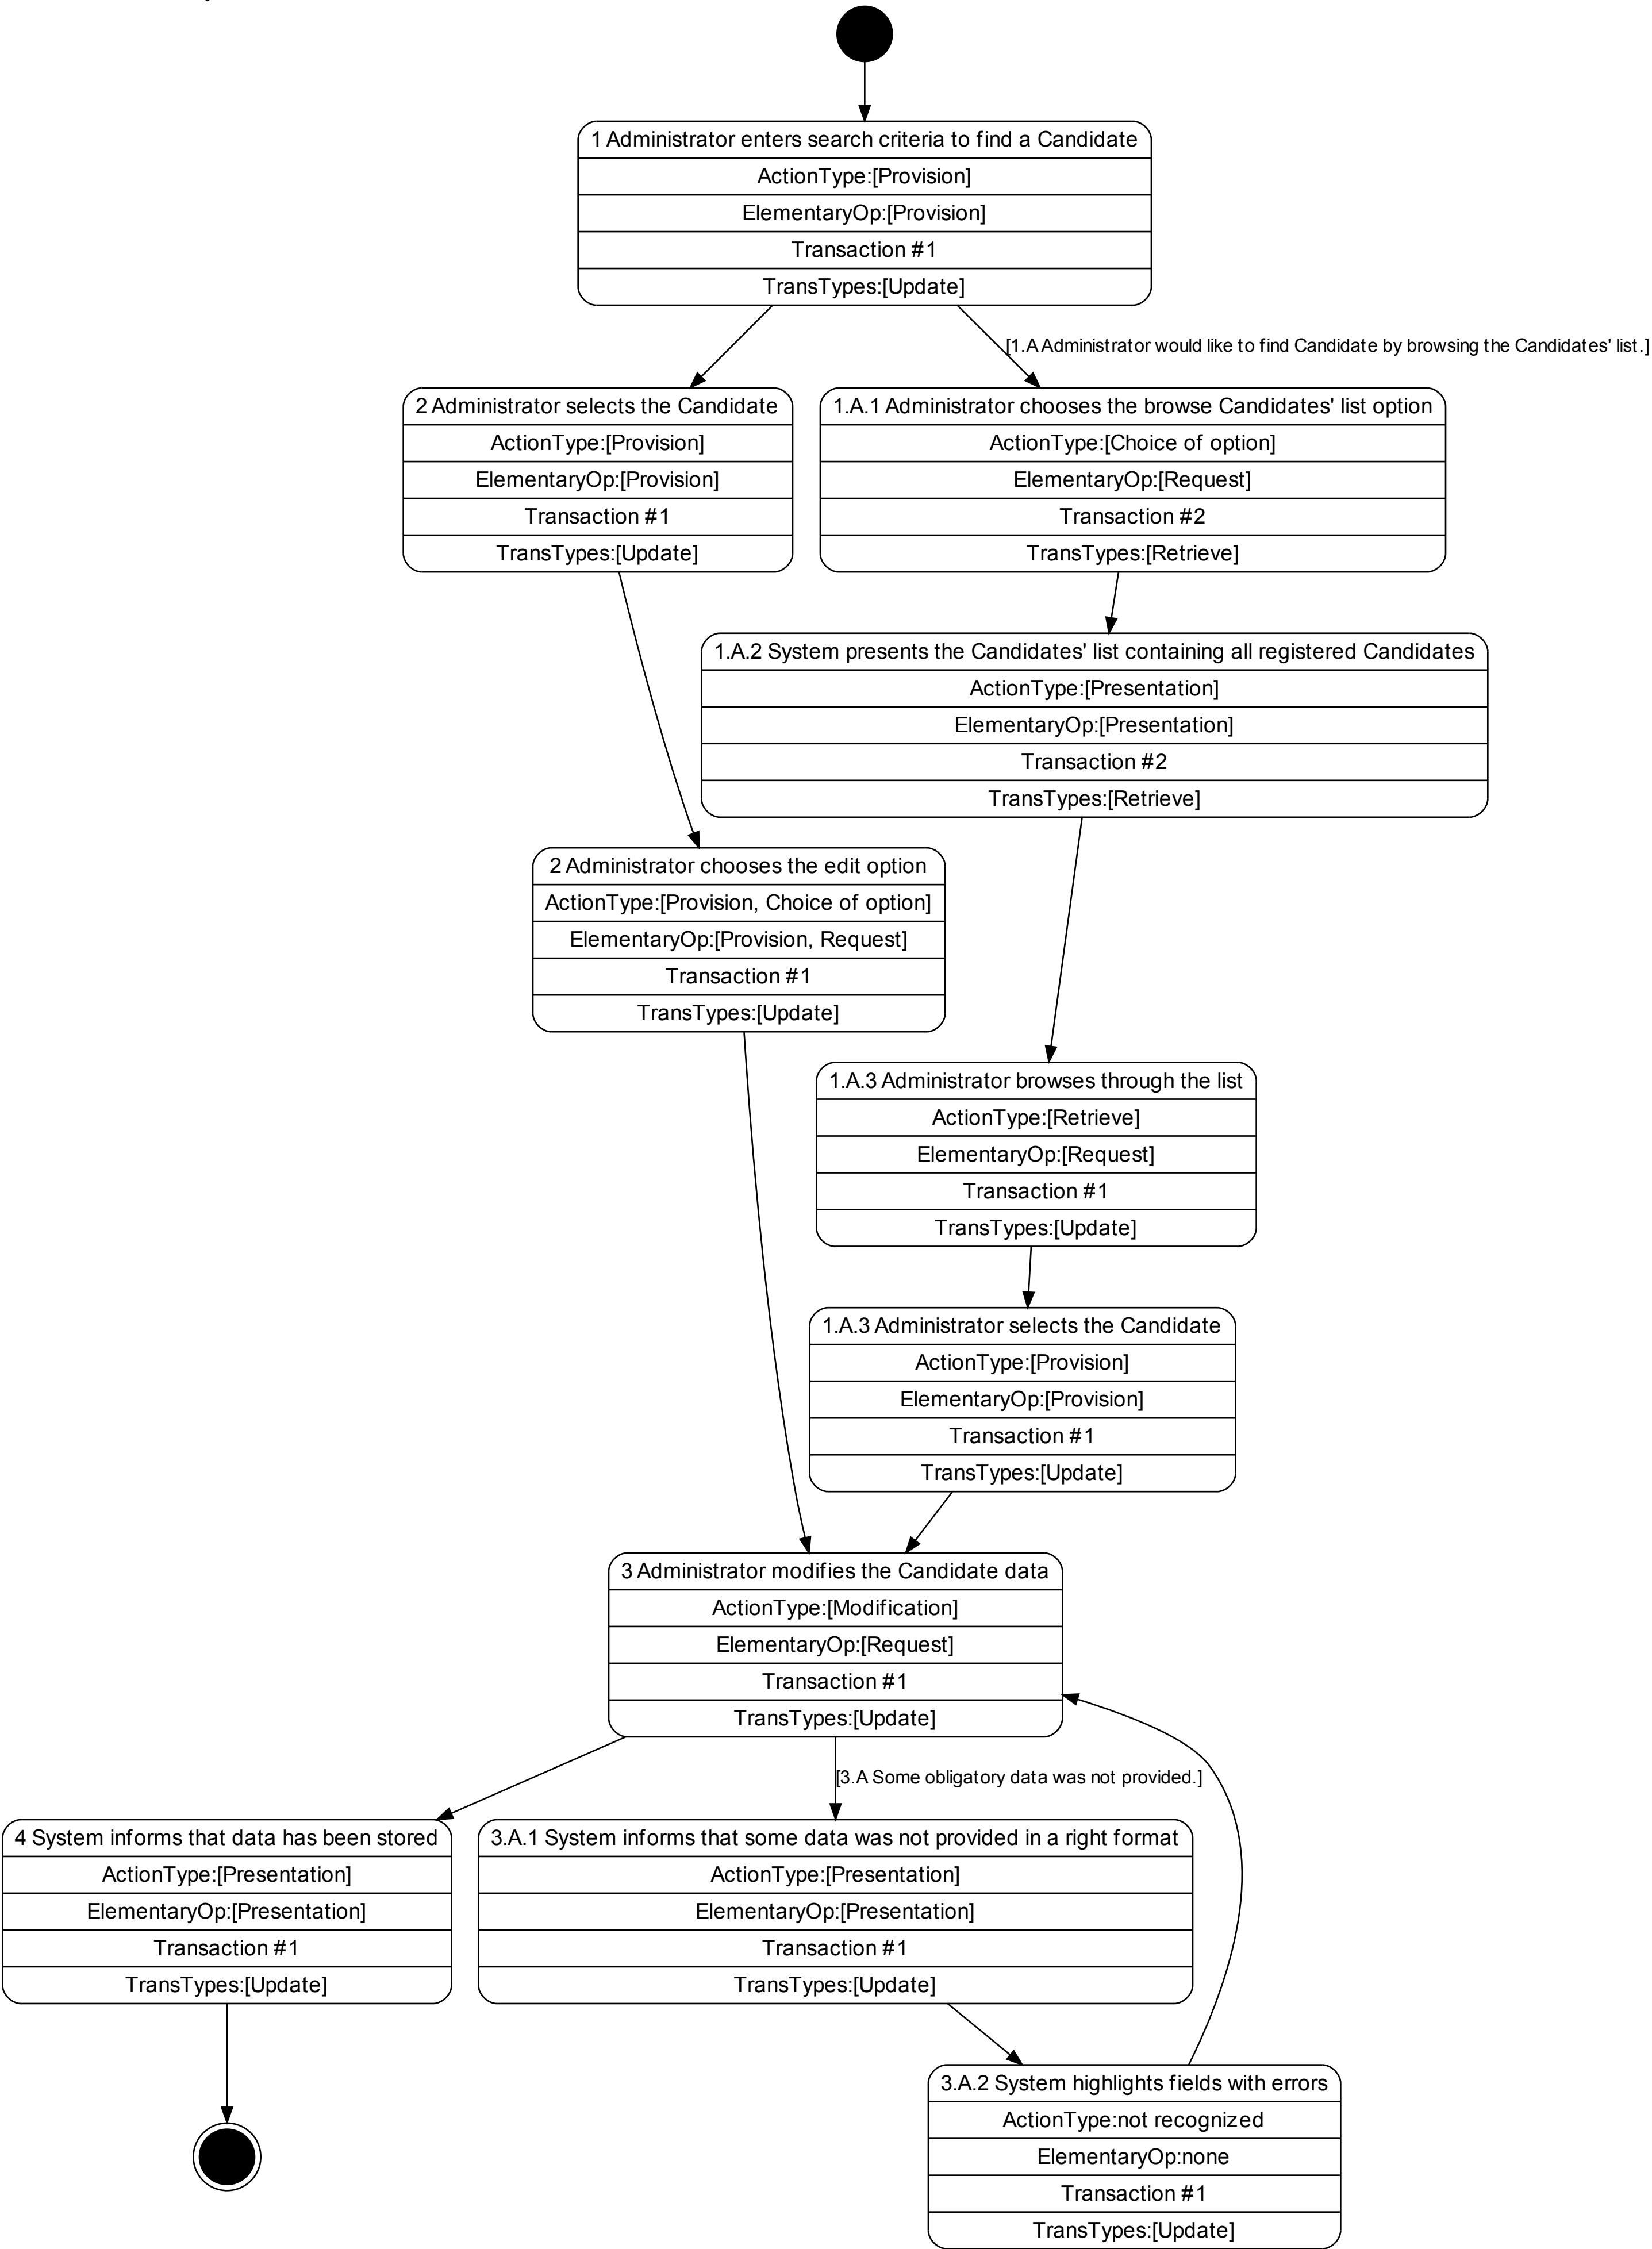 1 Administrator enters search criteria to find a Candidate
ActionType:[Provision]
ElementaryOp:[Provision]
Transaction #1
TransTypes:[Update]
[1.A Administrator would like to find Candidate by browsing the Candidates' list.]
2 Administrator selects the Candidate
ActionType:[Provision]
ElementaryOp:[Provision]
Transaction #1
TransTypes:[Update]
1.A.1 Administrator chooses the browse Candidates' list option
ActionType:[Choice of option]
ElementaryOp:[Request]
Transaction #2
TransTypes:[Retrieve]
1.A.2 System presents the Candidates' list containing all registered Candidates
ActionType:[Presentation]
ElementaryOp:[Presentation]
Transaction #2
TransTypes:[Retrieve]
2 Administrator chooses the edit option
ActionType:[Provision, Choice of option]
ElementaryOp:[Provision, Request]
Transaction #1
TransTypes:[Update]
1.A.3 Administrator browses through the list
ActionType:[Retrieve]
ElementaryOp:[Request]
Transaction #1
TransTypes:[Update]
1.A.3 Administrator selects the Candidate
ActionType:[Provision]
ElementaryOp:[Provision]
Transaction #1
TransTypes:[Update]
3 Administrator modifies the Candidate data
ActionType:[Modification]
ElementaryOp:[Request]
Transaction #1
TransTypes:[Update]
[3.A Some obligatory data was not provided.]
4 System informs that data has been stored
ActionType:[Presentation]
ElementaryOp:[Presentation]
Transaction #1
TransTypes:[Update]
3.A.1 System informs that some data was not provided in a right format
ActionType:[Presentation]
ElementaryOp:[Presentation]
Transaction #1
TransTypes:[Update]
3.A.2 System highlights fields with errors
ActionType:not recognized
ElementaryOp:none
Transaction #1
TransTypes:[Update]